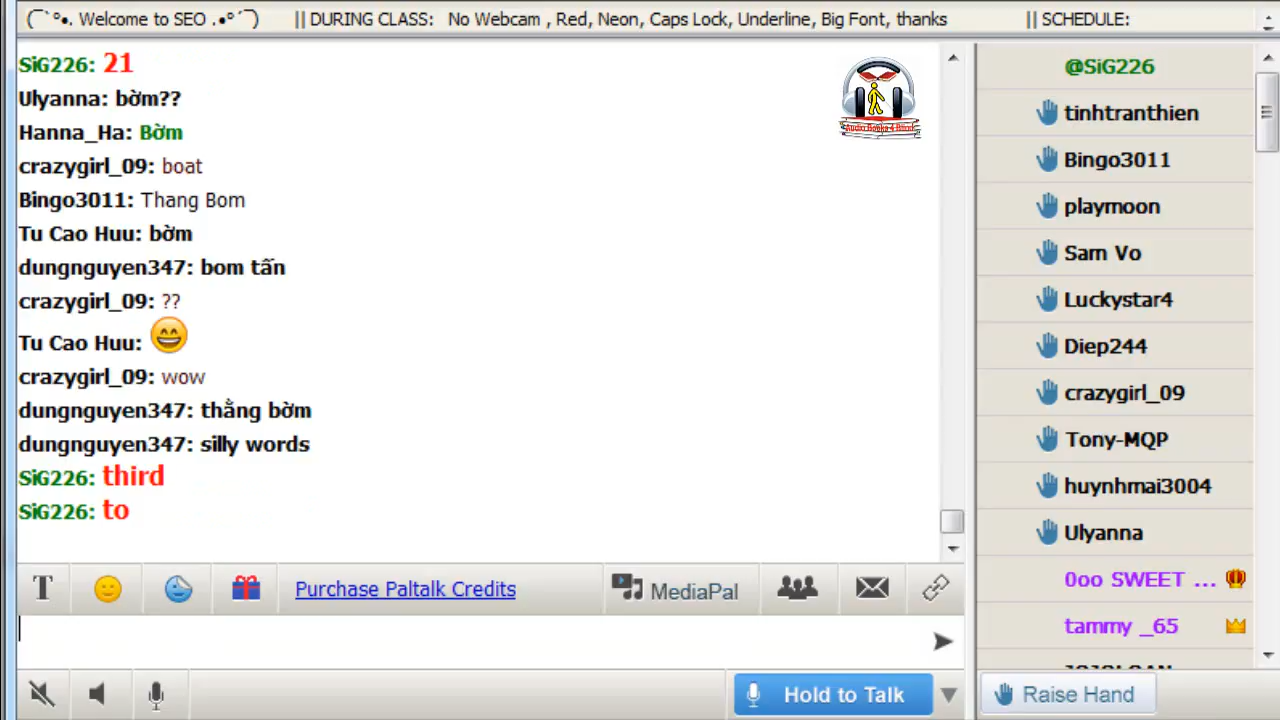 (¯`°•. Welcome to SEO .•°´¯) || DURING CLASS: No Webcam , Red, Neon, Caps Lock, Underline, Big Font, thanks || SCHEDULE:
SiG226: 21
Ulyanna: bờm??
Hanna_Ha: Bờm
crazygirl_09: boat
Bingo3011: Thang Bom
Tu Cao Huu: bờm
dungnguyen347: bom tấn
crazygirl_09: ??
Tu Cao Huu:
crazygirl_09: wow
dungnguyen347: thằng bờm
dungnguyen347: silly words
SiG226: third
SiG226: to
@SiG226
tinhtranthien
Bingo3011
playmoon
Sam Vo
Luckystar4
Diep244
crazygirl_09
Tony-MQP
huynhmai3004
Ulyanna
0oo SWEET ...
tammy _65
T Purchase Paltalk Credits MediaPal
Hold to Talk
Raise Hand